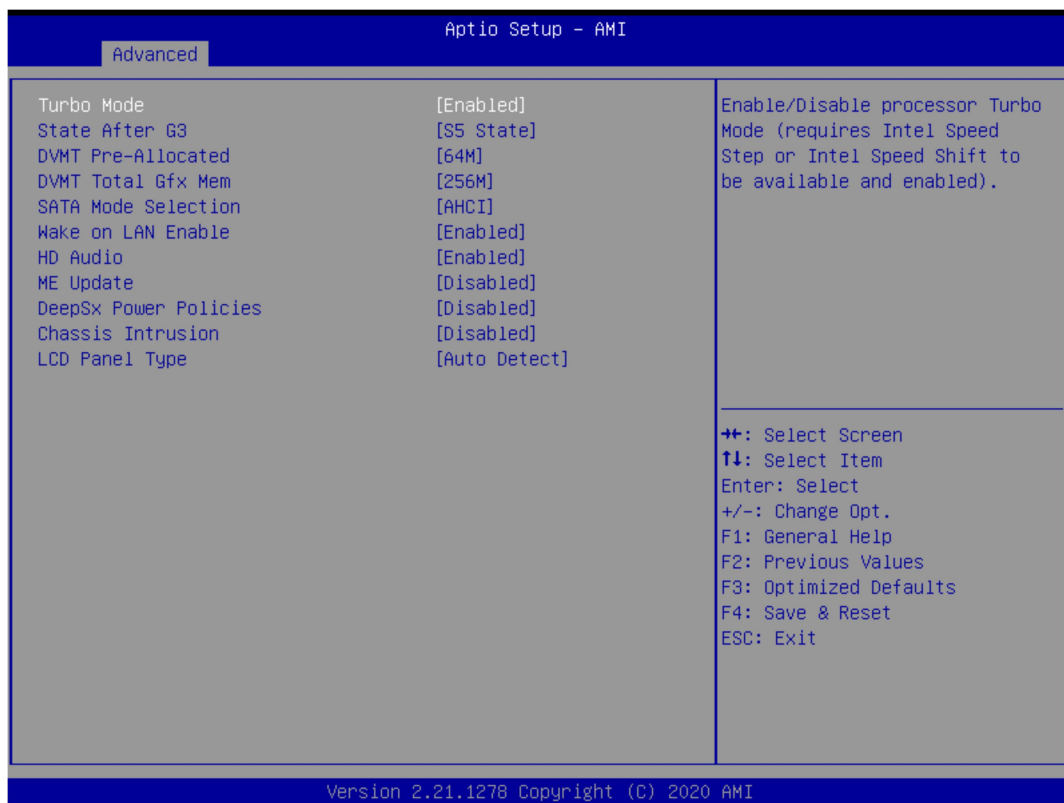 Aptio Setup - AMI
Advanced
Turbo Mode [Enabled]
State After G3 [S5 State]
DVMT Pre-Allocated [64M]
DVMT Total Gfx Mem [256M]
SATA Mode Selection [AHCI]
Wake on LAN Enable [Enabled]
HD Audio [Enabled]
ME Update [Disabled]
DeepSx Power Policies [Disabled]
Chassis Intrusion [Disabled]
LCD Panel Type [Auto Detect]
Enable/Disable processor Turbo
Mode (requires Intel Speed
Step or Intel Speed Shift to
be available and enabled).
→←: Select Screen
↑↓: Select Item
Enter: Select
+/-: Change Opt.
F1: General Help
F2: Previous Values
F3: Optimized Defaults
F4: Save & Reset
ESC: Exit
Version 2.21.1278 Copyright (C) 2020 AMI